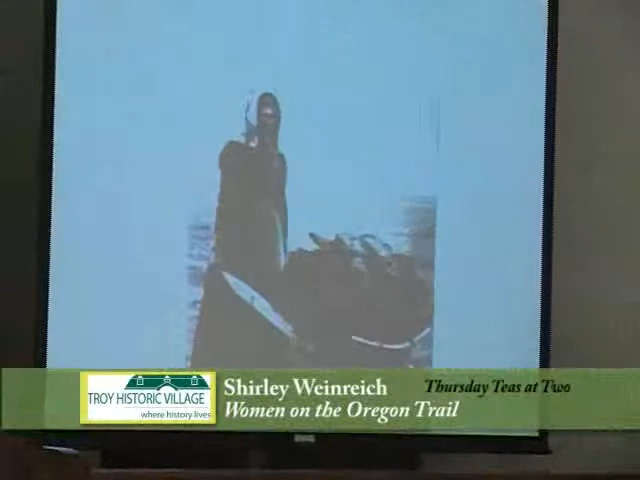 TROY HISTORIC VILLAGE
where history lives
Shirley Weinreich
Women on the Oregon Trail
Thursday Teas at Two